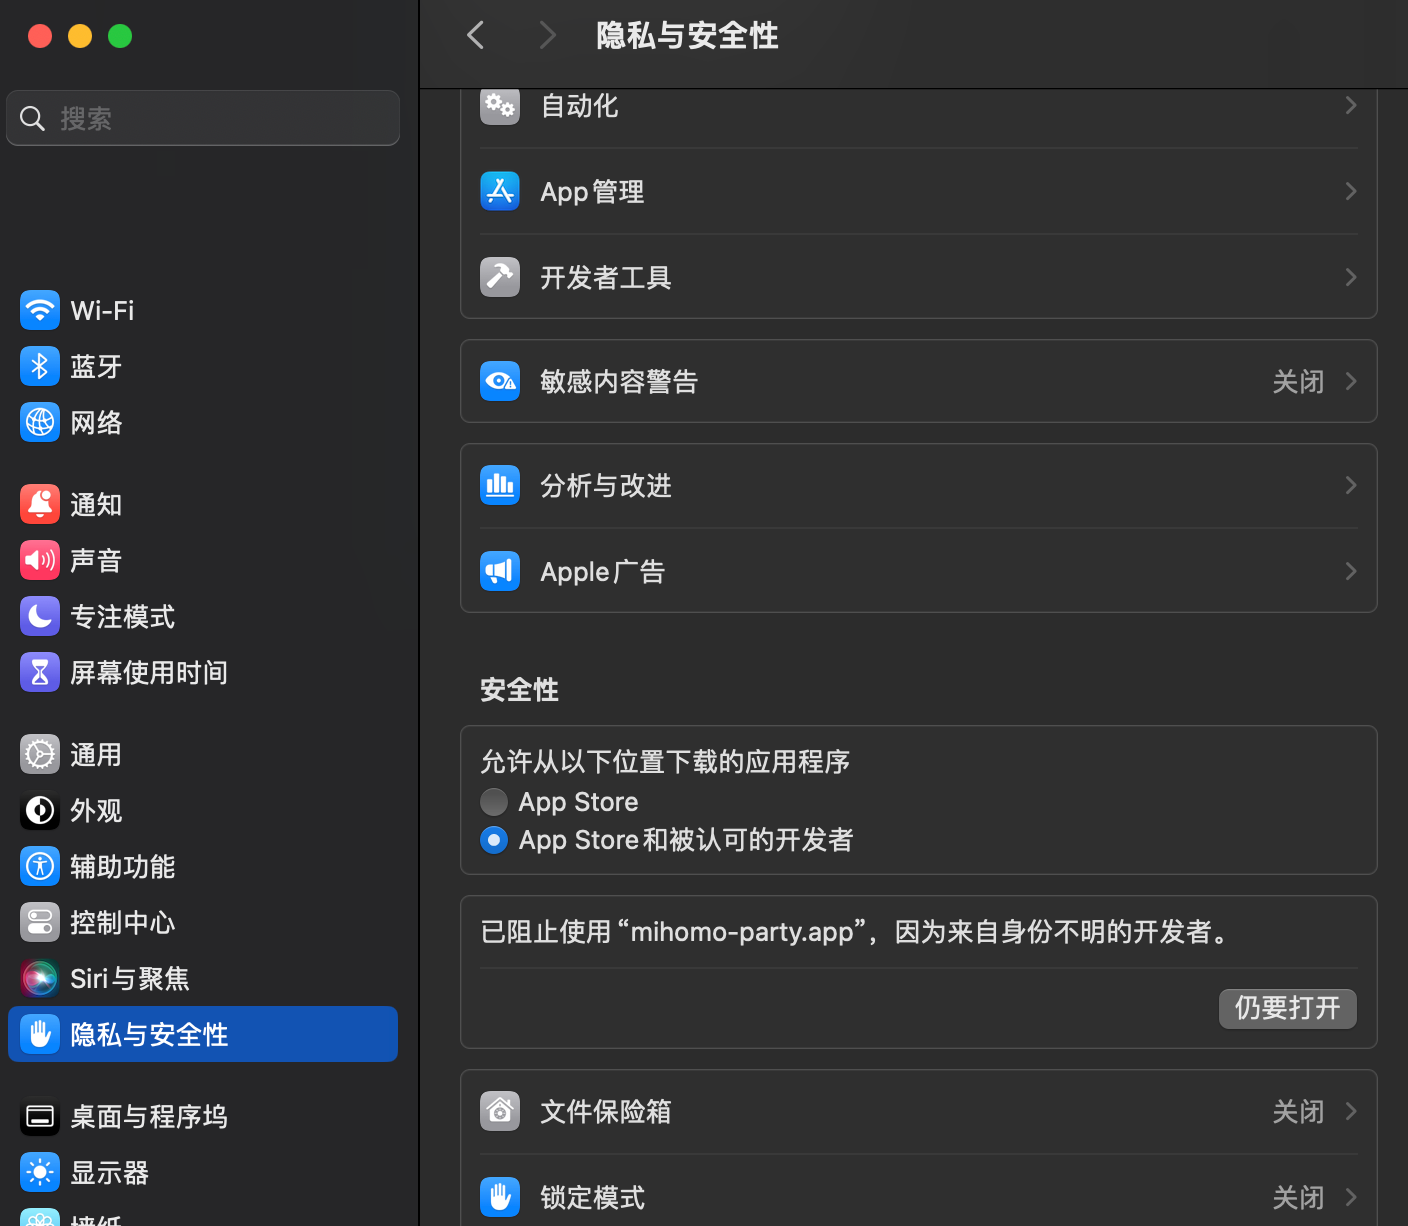 隐私与安全性
搜索
Wi-Fi
蓝牙
网络
通知
声音
专注模式
屏幕使用时间
通用
外观
辅助功能
控制中心
Siri与聚焦
隐私与安全性
桌面与程序坞
显示器
墙纸
自动化
App管理
开发者工具
敏感内容警告 关闭
分析与改进
Apple广告
安全性
允许从以下位置下载的应用程序
App Store
App Store和被认可的开发者
已阻止使用“mihomo-party.app”，因为来自身份不明的开发者。
仍要打开
文件保险箱 关闭
锁定模式 关闭